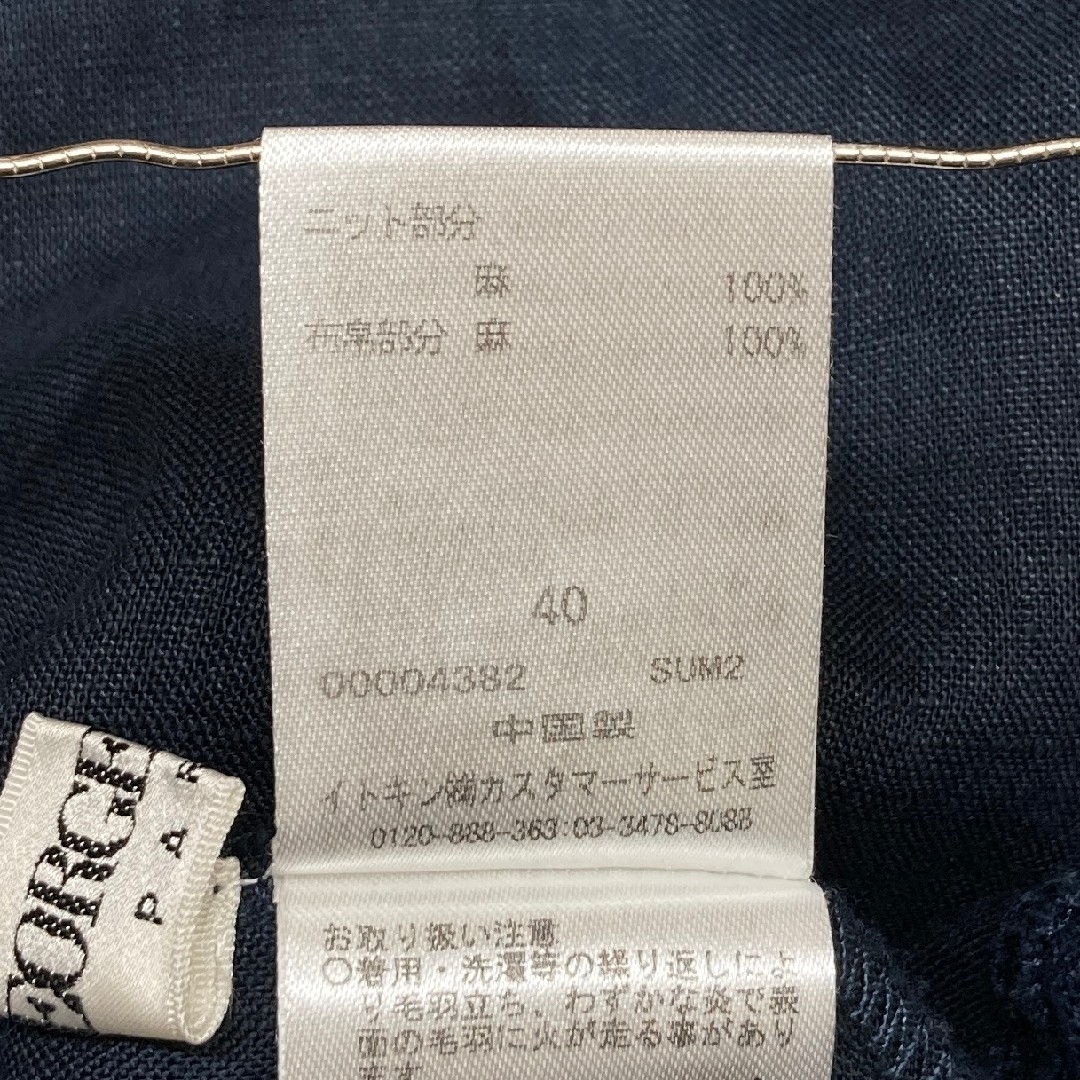 ニット部分
麻 100%
布帛部分 麻 100%
40
00004382 SUM2
中国製
イトキン㈱カスタマーサービス室
0120-888-363:03-3478-8088
お取り扱い注意
○着用・洗濯等の繰り返しによ
り毛羽立ち、わずかな炎で表
面の毛羽に火が走る事があり
ます
EORGE
PAR